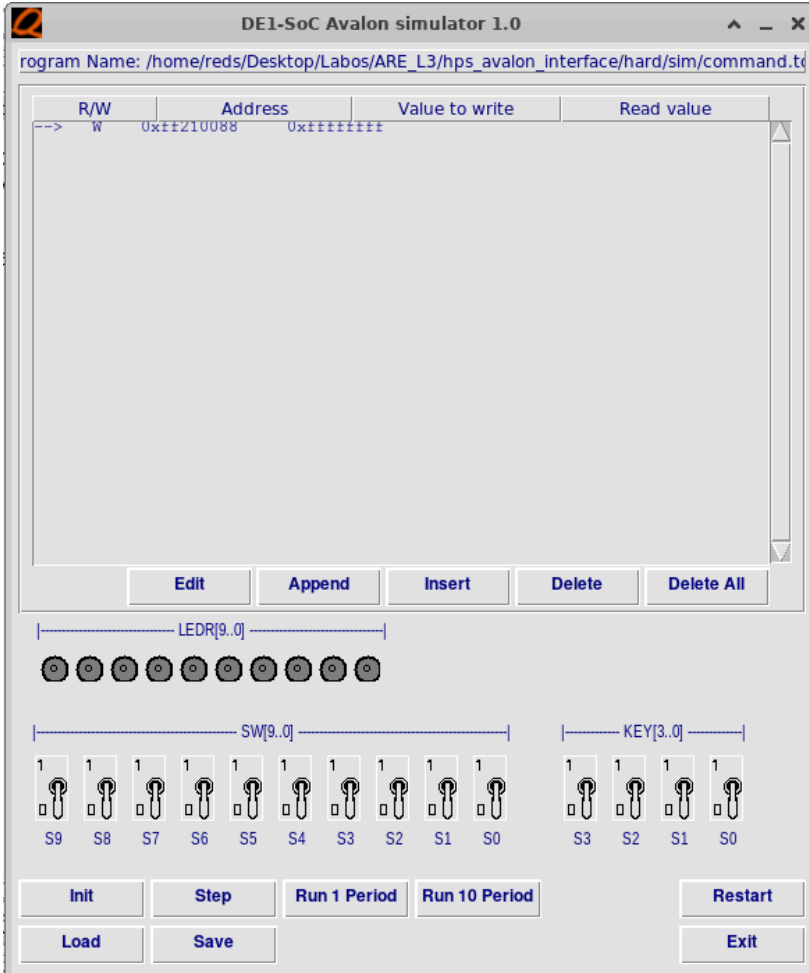 DE1-SoC Avalon simulator 1.0
rogram Name: /home/reds/Desktop/Labos/ARE_L3/hps_avalon_interface/hard/sim/command.tc
R/W Address Value to write Read value
--> W 0xff210088 0xffffffff
Edit Append Insert Delete Delete All
|------------------------------- LEDR[9..0] -------------------------------|
|------------------------------------------------ SW[9..0] ------------------------------------------------| |------------- KEY[3..0] -------------|
1 1 1 1 1 1 1 1 1 1 1 1 1 1
0 0 0 0 0 0 0 0 0 0 0 0 0 0
S9 S8 S7 S6 S5 S4 S3 S2 S1 S0 S3 S2 S1 S0
Init Step Run 1 Period Run 10 Period Restart
Load Save Exit